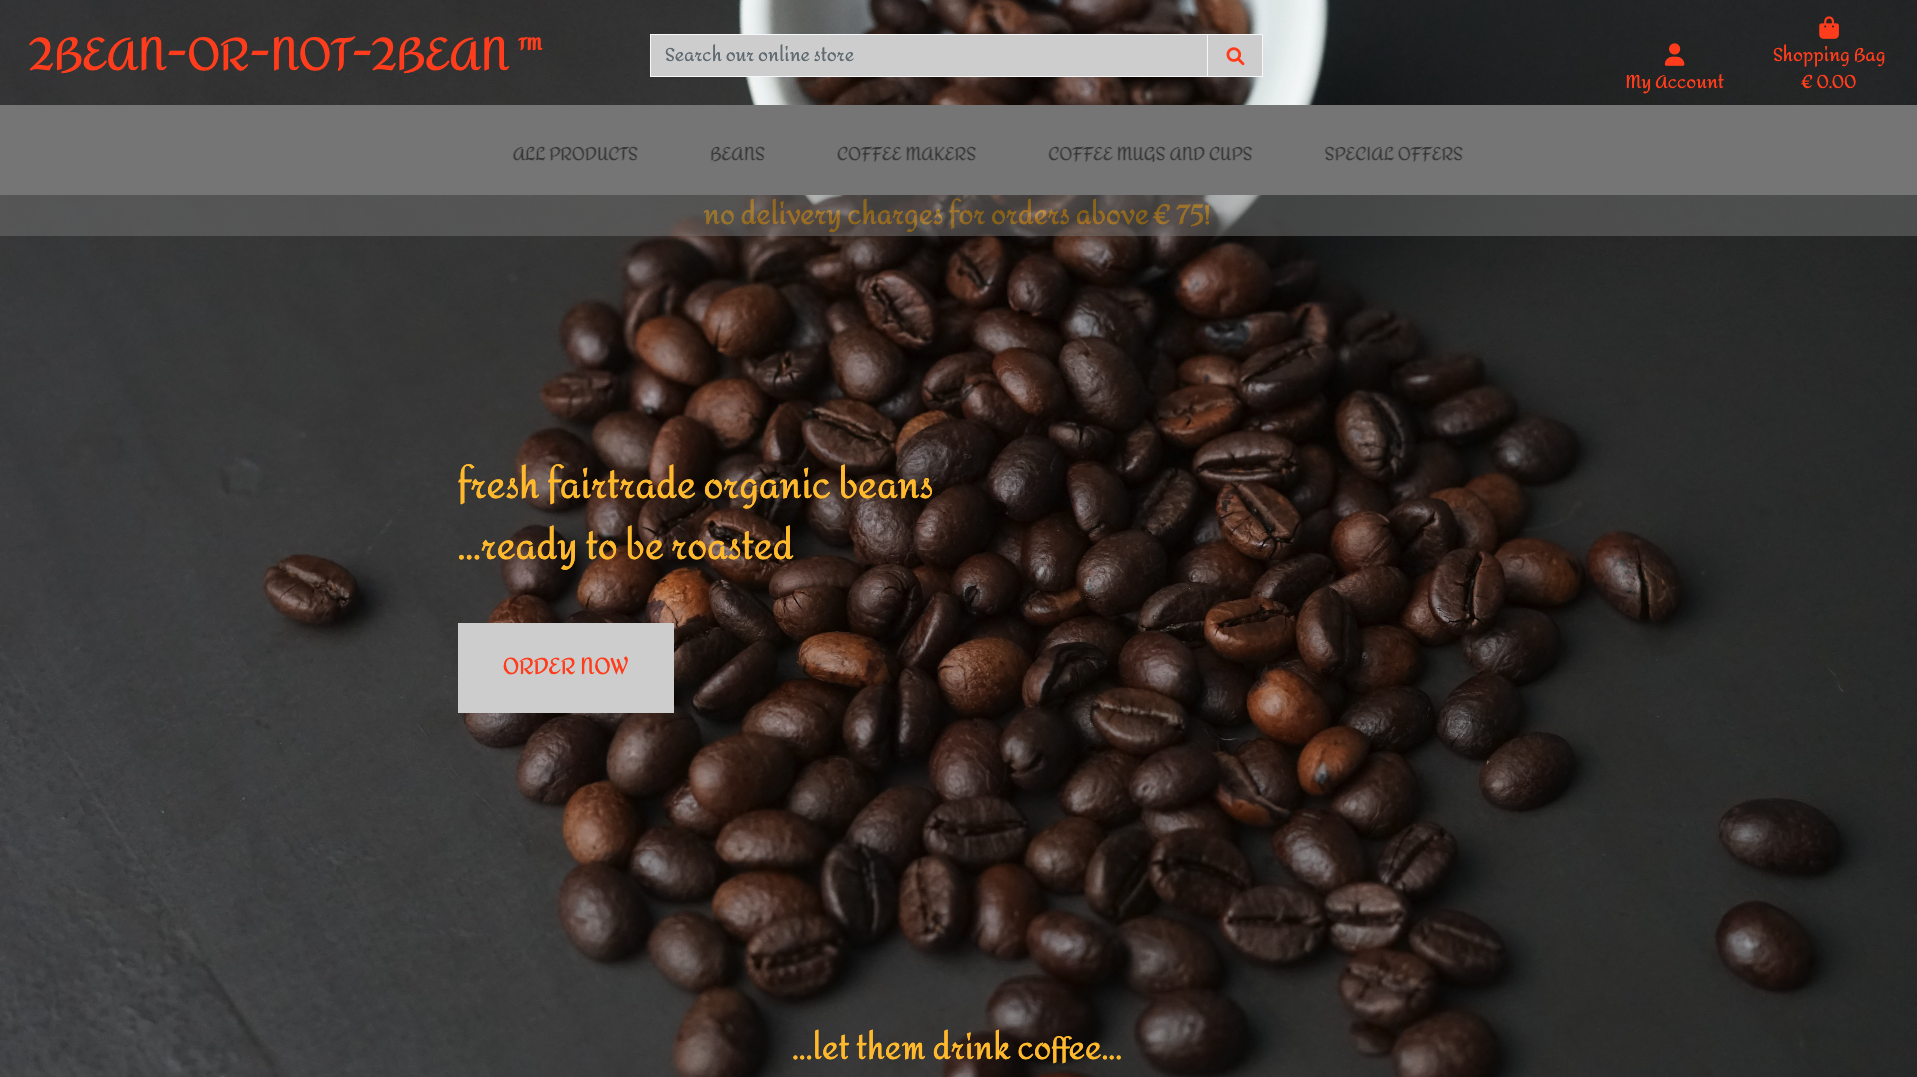 2BEAN-OR-NOT-2BEAN ™
Search our online store
My Account
Shopping Bag
€ 0.00
ALL PRODUCTS
BEANS
COFFEE MAKERS
COFFEE MUGS AND CUPS
SPECIAL OFFERS
no delivery charges for orders above € 75!
fresh fairtrade organic beans
...ready to be roasted
ORDER NOW
...let them drink coffee...